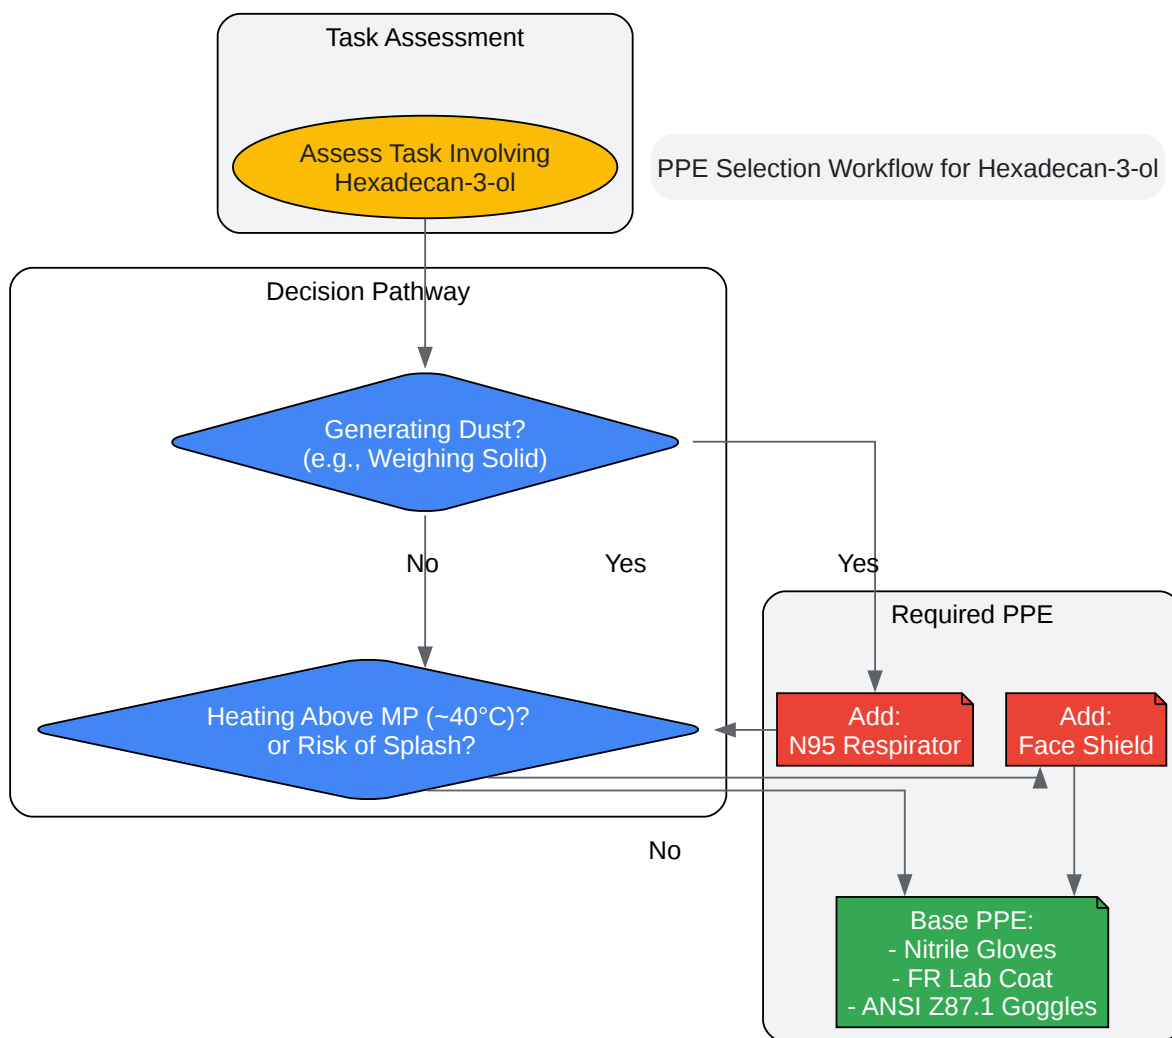 Task Assessment
Assess Task Involving
Hexadecan-3-ol
PPE Selection Workflow for Hexadecan-3-ol
Decision Pathway
Generating Dust?
(e.g., Weighing Solid)
No
Yes
Yes
Required PPE
Heating Above MP (~40°C)?
or Risk of Splash?
Add:
N95 Respirator
Add:
Face Shield
No
Base PPE:
- Nitrile Gloves
- FR Lab Coat
- ANSI Z87.1 Goggles